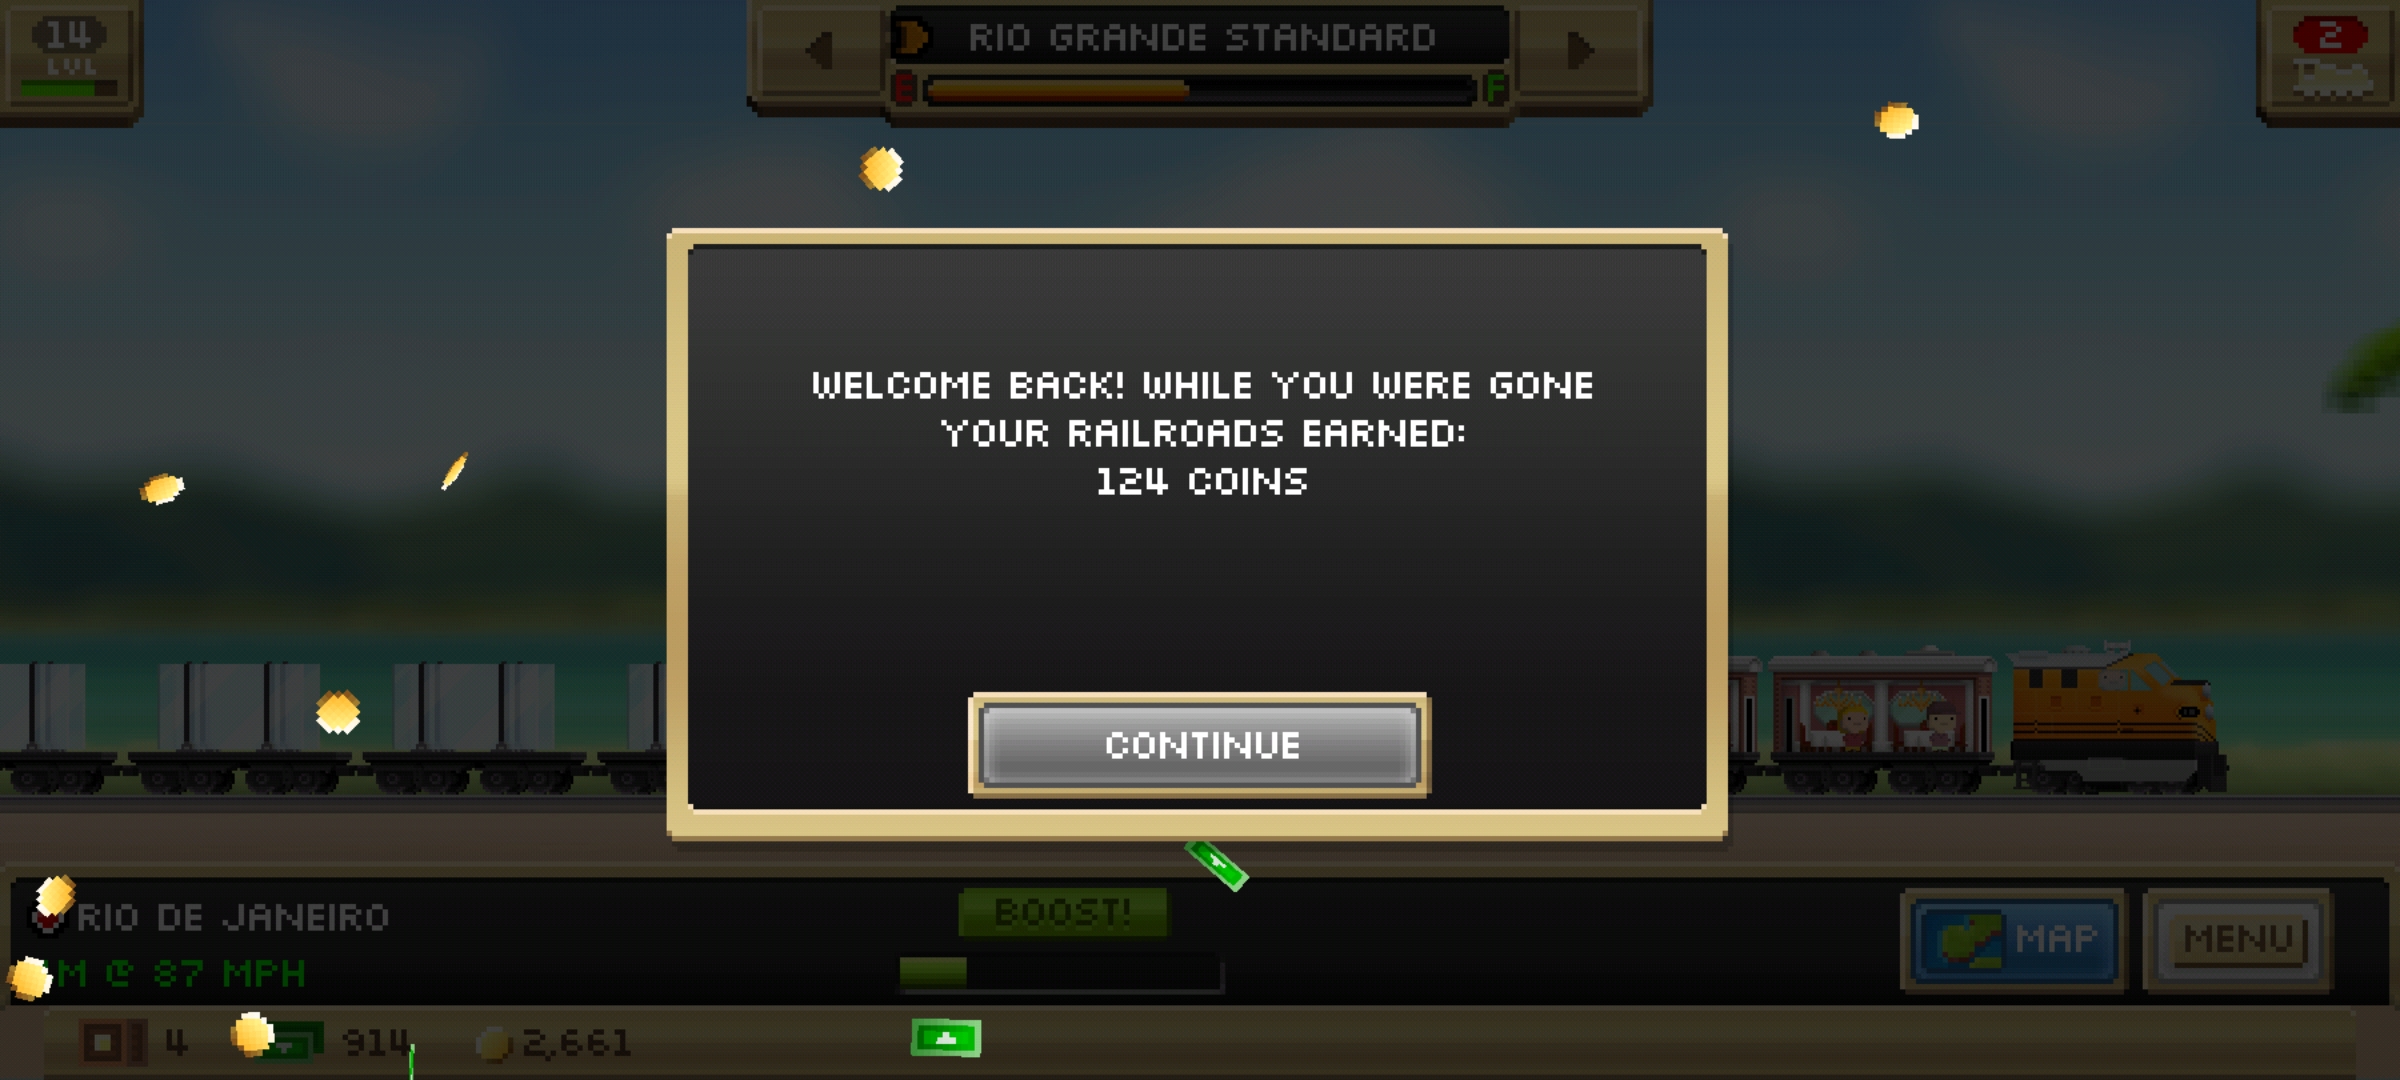 14
LVL
RIO GRANDE STANDARD
E
F
2
WELCOME BACK! WHILE YOU WERE GONE
YOUR RAILROADS EARNED:
124 COINS
CONTINUE
RIO DE JANEIRO
BOOST!
MAP
MENU
M @ 87 MPH
4
914
2,661